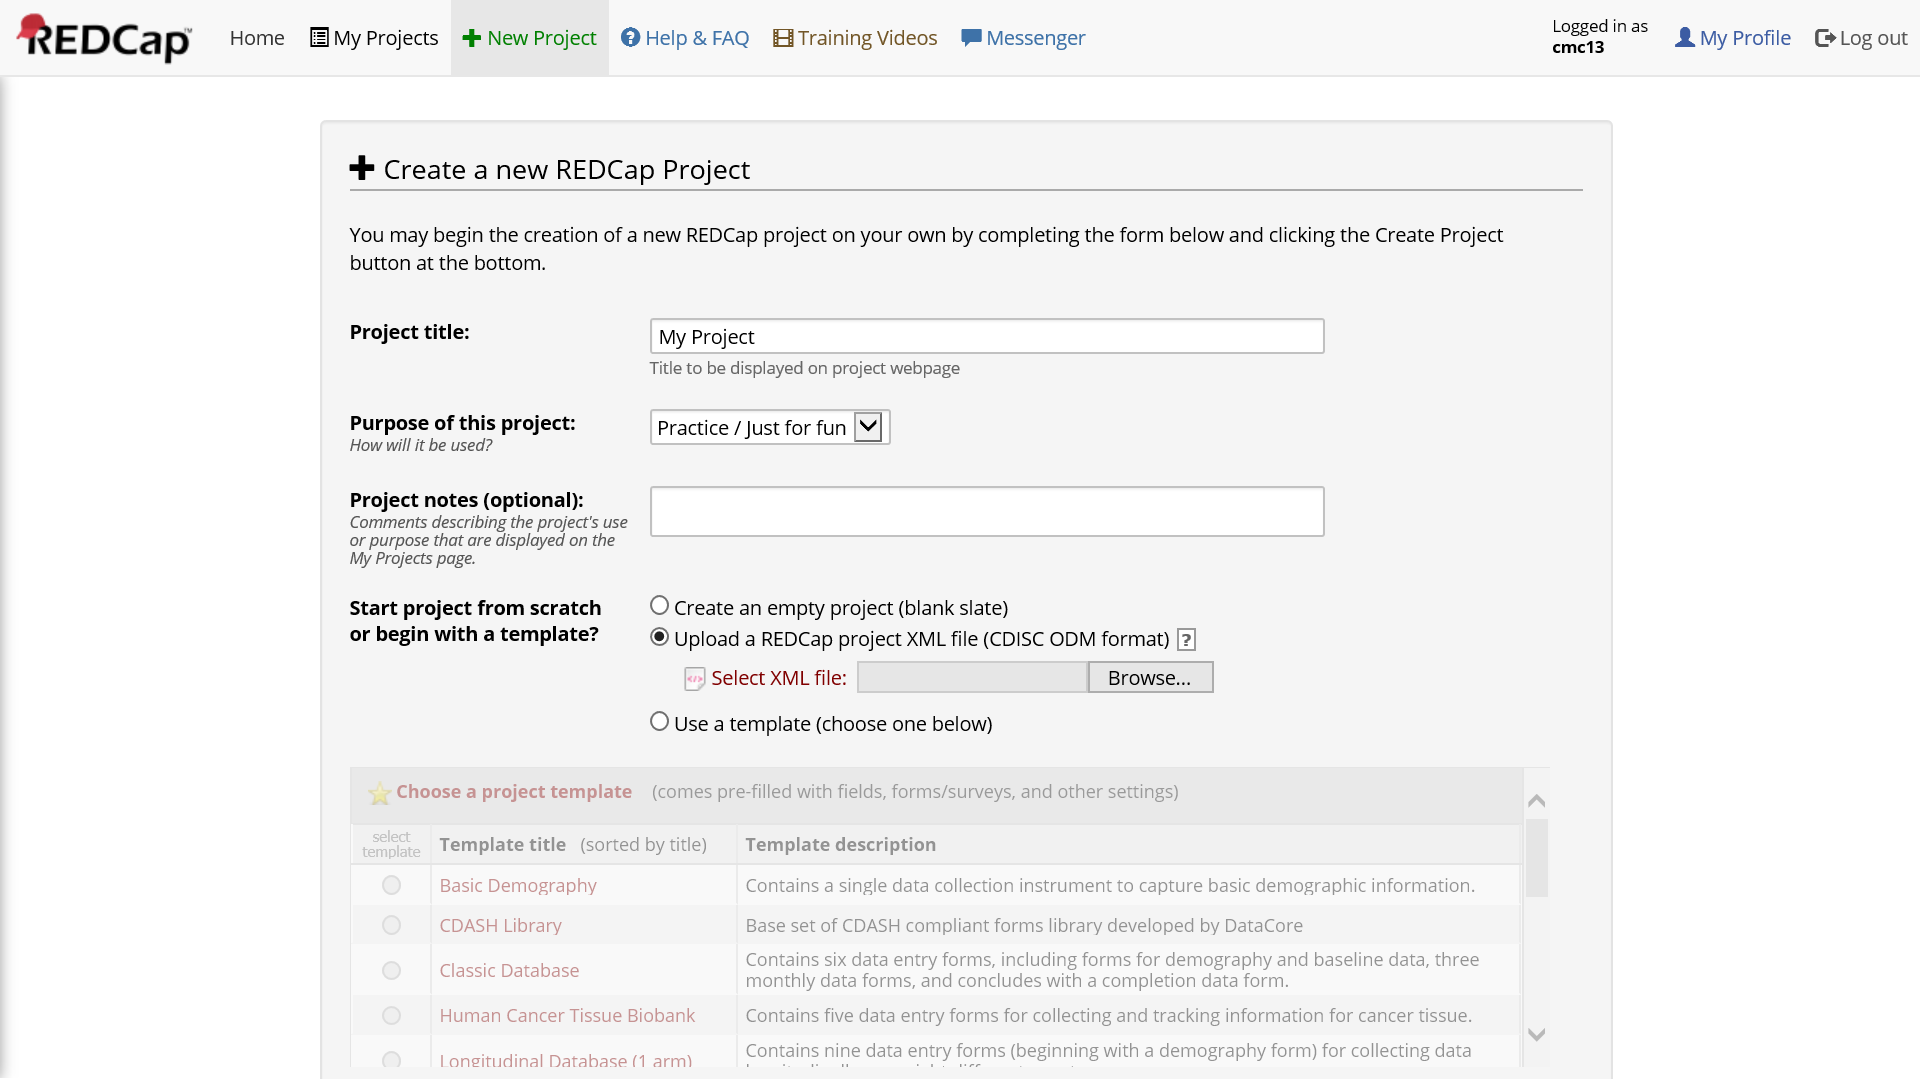 REDCap
Home My Projects New Project Help & FAQ Training Videos Messenger
Logged in as
cmc13
My Profile Log out
Create a new REDCap Project
You may begin the creation of a new REDCap project on your own by completing the form below and clicking the Create Project
button at the bottom.
Project title:
My Project
Title to be displayed on project webpage
Purpose of this project:
How will it be used?
Practice / Just for fun
Project notes (optional):
Comments describing the project's use
or purpose that are displayed on the
My Projects page.
Start project from scratch
or begin with a template?
Create an empty project (blank slate)
Upload a REDCap project XML file (CDISC ODM format) ?
Select XML file: Browse...
Use a template (choose one below)
Choose a project template (comes pre-filled with fields, forms/surveys, and other settings)
select
template
Template title (sorted by title) Template description
Basic Demography Contains a single data collection instrument to capture basic demographic information.
CDASH Library Base set of CDASH compliant forms library developed by DataCore
Classic Database Contains six data entry forms, including forms for demography and baseline data, three
monthly data forms, and concludes with a completion data form.
Human Cancer Tissue Biobank Contains five data entry forms for collecting and tracking information for cancer tissue.
Longitudinal Database (1 arm) Contains nine data entry forms (beginning with a demography form) for collecting data